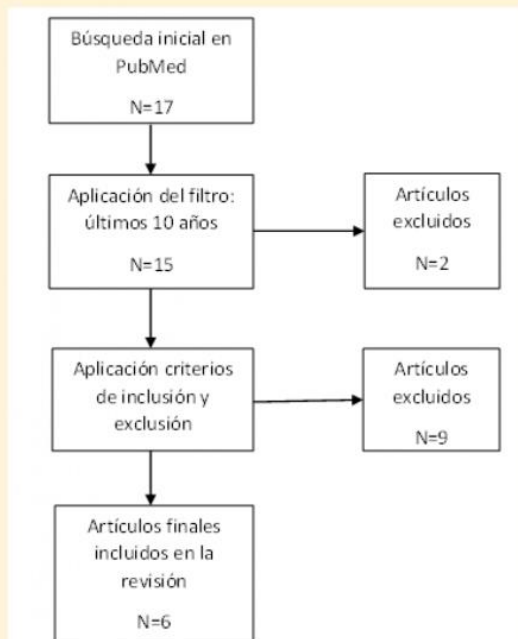 Búsqueda inicial en
PubMed
N=17
Aplicación del filtro:
últimos 10 años
N=15
Artículos
excluidos
N=2
Aplicación criterios
de inclusión y
exclusión
Artículos
excluidos
N=9
Artículos finales
incluidos en la
revisión
N=6